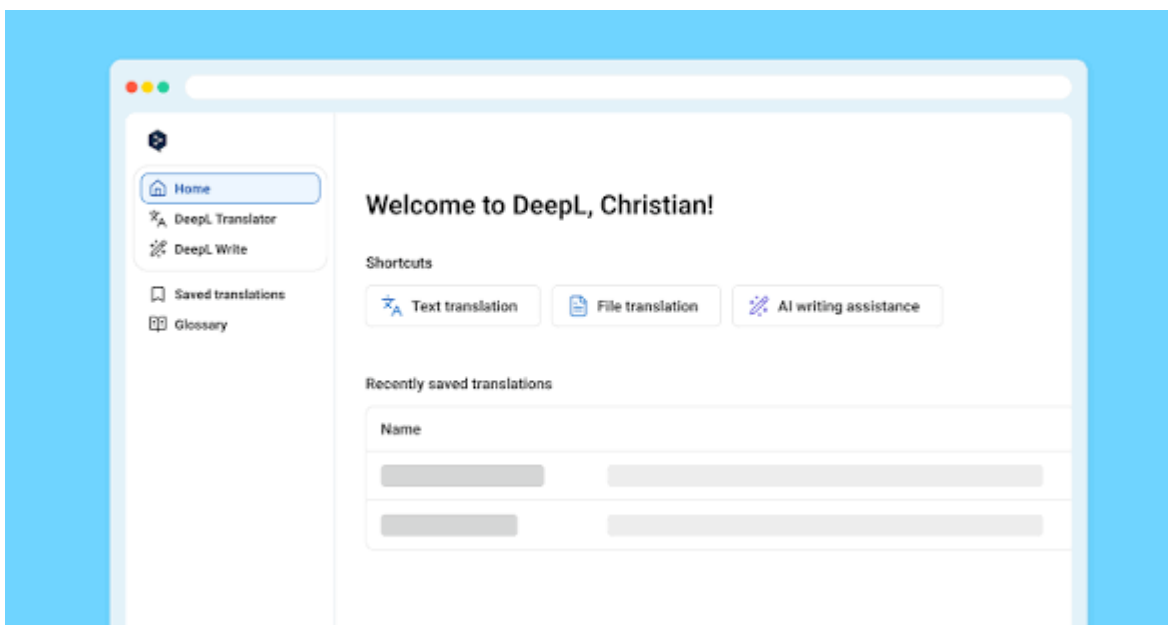 Home
DeepL Translator
DeepL Write
Saved translations
Glossary
Welcome to DeepL, Christian!
Shortcuts
Text translation
File translation
AI writing assistance
Recently saved translations
Name